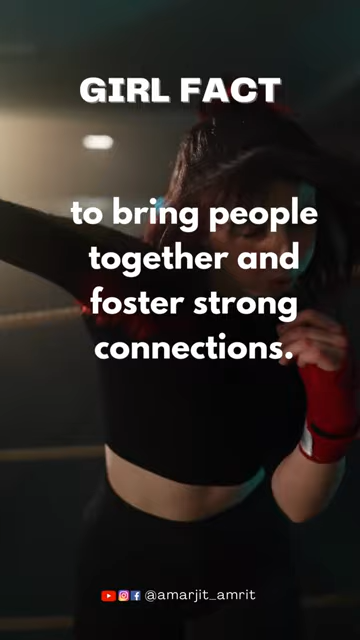 GIRL FACT
to bring people
together and
foster strong
connections.
@amarjit_amrit